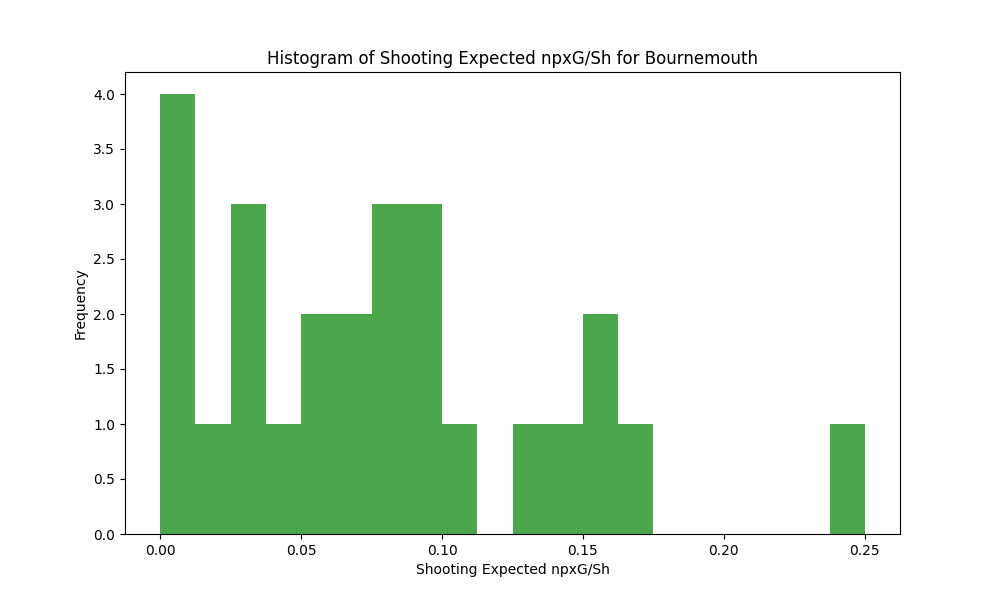 Histogram of Shooting Expected npxG/Sh for Bournemouth
4.0
3.5
3.0
2.5
2.0
1.5
1.0
0.5
0.0
Frequency
0.00 0.05 0.10 0.15 0.20 0.25
Shooting Expected npxG/Sh